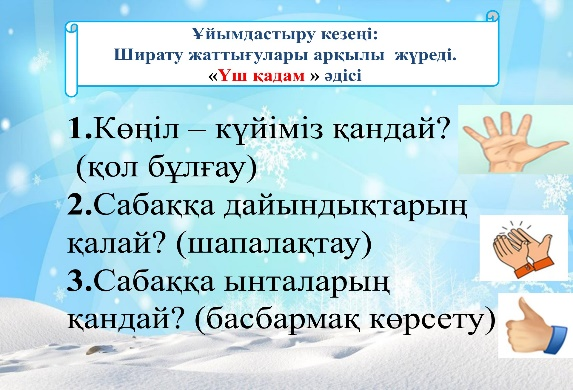 Ұйымдастыру кезеңі:
Ширату жаттығулары арқылы жүреді.
«Үш қадам » әдісі
1.Көңіл – күйіміз қандай?
(қол бұлғау)
2.Сабаққа дайындықтарың
қалай? (шапалақтау)
3.Сабаққа ынталарың
қандай? (басбармақ көрсету)